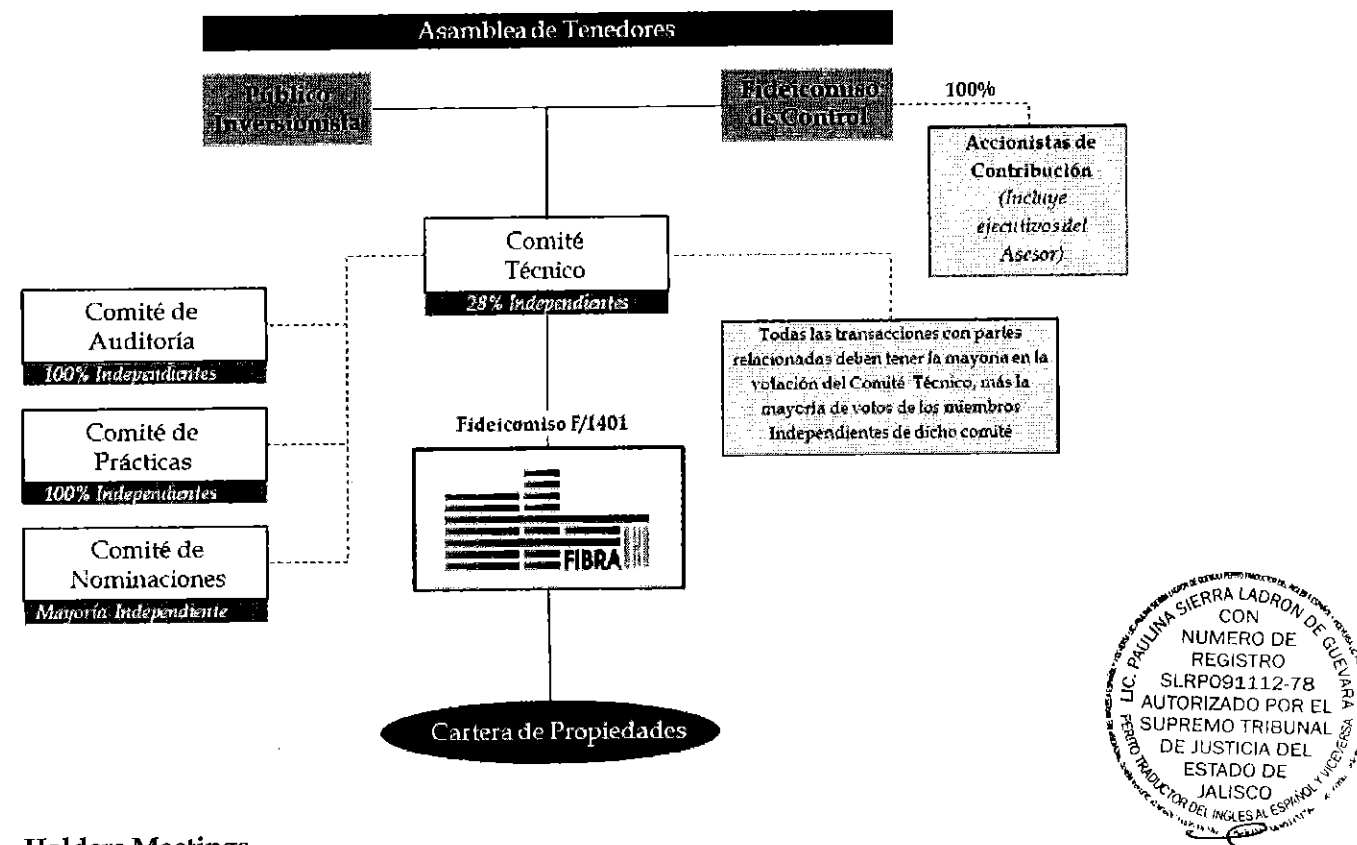 Asamblea de Tenedores
Público
Inversionista
Fideicomiso
de Control
100%
Accionistas de
Contribución
(Incluye
ejecutivos del
Asesor)
Comité
Técnico
28% Independientes
Comité de
Auditoría
100% Independientes
Comité de
Prácticas
100% Independientes
Comité de
Nominaciones
Mayoría Independiente
Todas las transacciones con partes
relacionadas deben tener la mayoria en la
votación del Comité Técnico, más la
mayoría de votos de los miembros
Independientes de dicho comité
Fideicomiso F/1401
FIBRA
Cartera de Propiedades
LIC. PAULINA SIERRA LADRON DE GUEVARA
CON
NUMERO DE
REGISTRO
SLRP091112-78
AUTORIZADO POR EL
SUPREMO TRIBUNAL
DE JUSTICIA DEL
ESTADO DE
JALISCO
PERITO TRADUCTOR DEL INGLES AL ESPAÑOL Y VICEVERSA
Holders Meetings